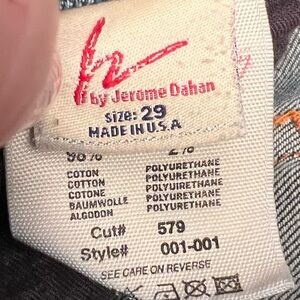 by Jerome Dahan
SIZE: 29
MADE IN U.S.A
98% 2%
COTON POLYURETHANE
COTTON POLYURETHANE
COTONE POLYURETHANE
BAUMWOLLE POLYURETHANE
ALGODON POLYURETHANE
Cut# 579
Style# 001-001
SEE CARE ON REVERSE